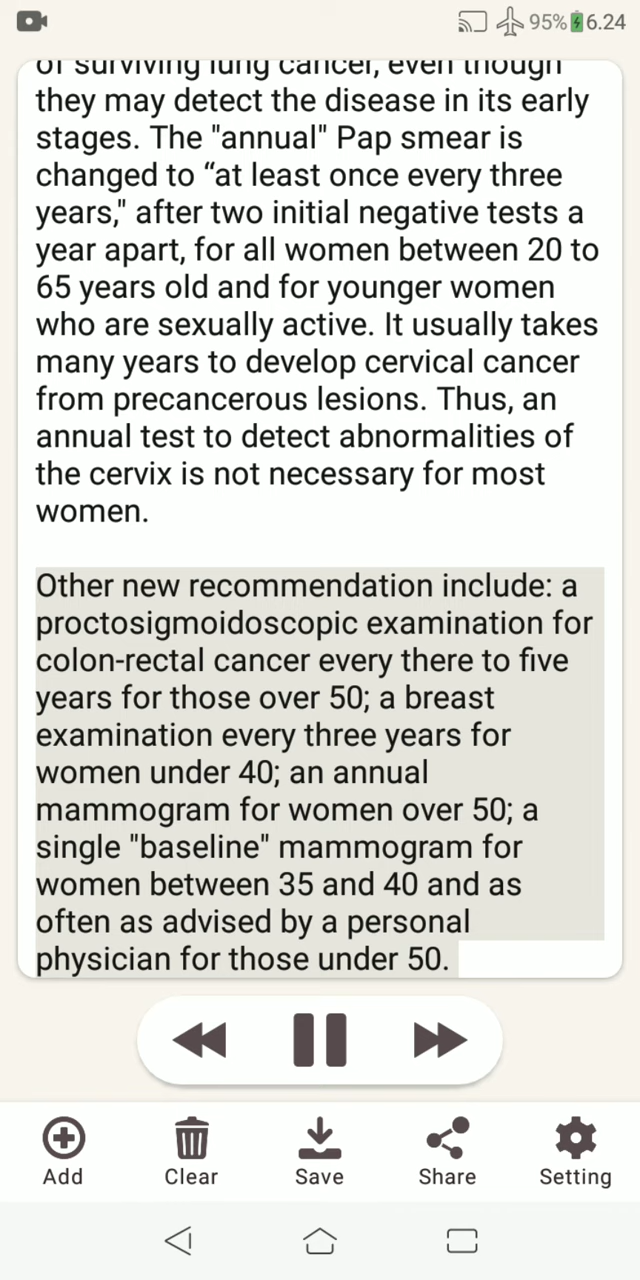 95% 6.24
of surviving lung cancer, even though
they may detect the disease in its early
stages. The "annual" Pap smear is
changed to “at least once every three
years," after two initial negative tests a
year apart, for all women between 20 to
65 years old and for younger women
who are sexually active. It usually takes
many years to develop cervical cancer
from precancerous lesions. Thus, an
annual test to detect abnormalities of
the cervix is not necessary for most
women.
Other new recommendation include: a
proctosigmoidoscopic examination for
colon-rectal cancer every there to five
years for those over 50; a breast
examination every three years for
women under 40; an annual
mammogram for women over 50; a
single "baseline" mammogram for
women between 35 and 40 and as
often as advised by a personal
physician for those under 50.
Add Clear Save Share Setting